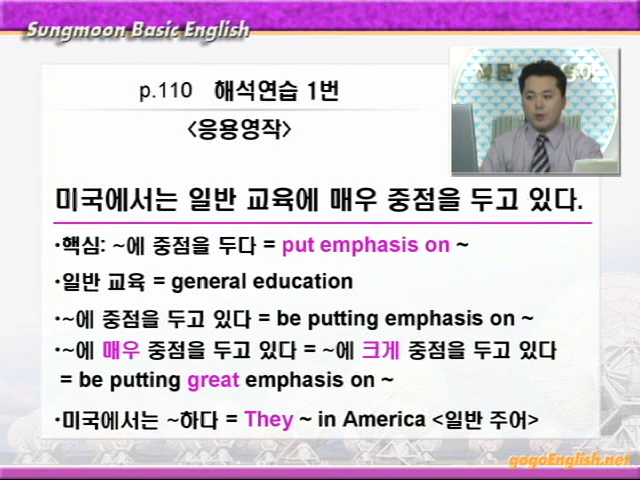 Sungmoon Basic English
p.110 해석연습 1번
<응용영작>
미국에서는 일반 교육에 매우 중점을 두고 있다.
·핵심: ~에 중점을 두다 = put emphasis on ~
·일반 교육 = general education
·~에 중점을 두고 있다 = be putting emphasis on ~
·~에 매우 중점을 두고 있다 = ~에 크게 중점을 두고 있다
= be putting great emphasis on ~
·미국에서는 ~하다 = They ~ in America <일반 주어>
gogoEnglish.net